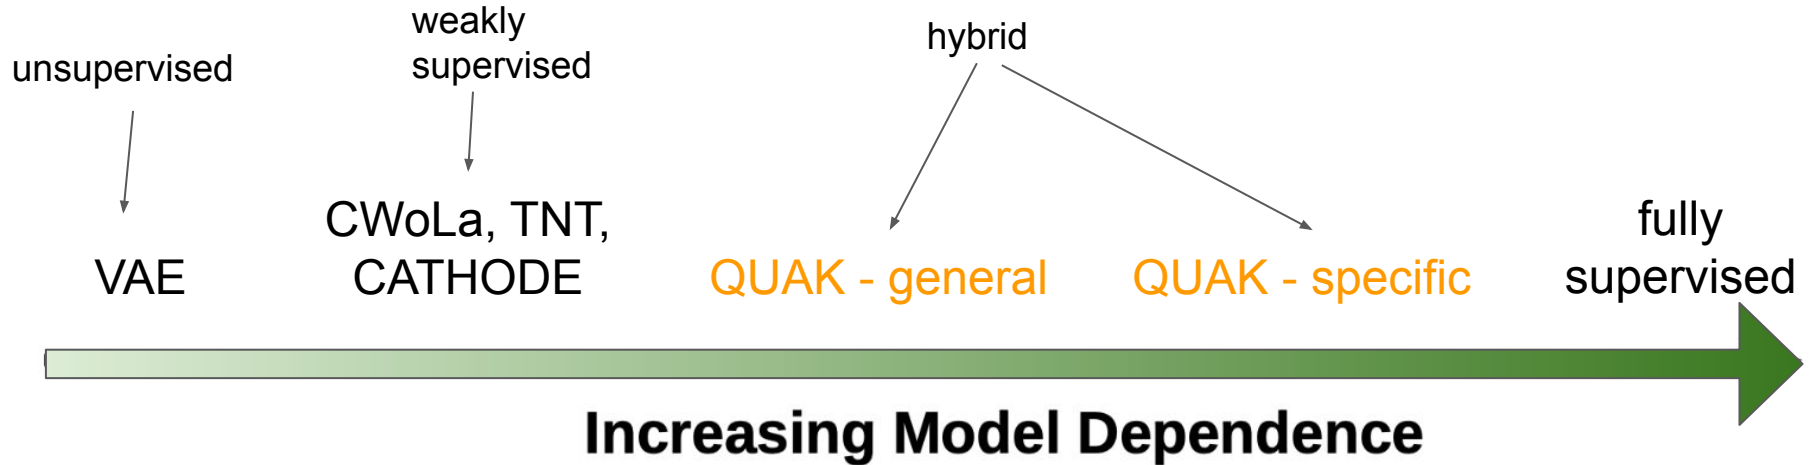 unsupervised
weakly
supervised
hybrid
VAE
CWoLa, TNT,
CATHODE
QUAK - general
QUAK - specific
fully
supervised
Increasing Model Dependence